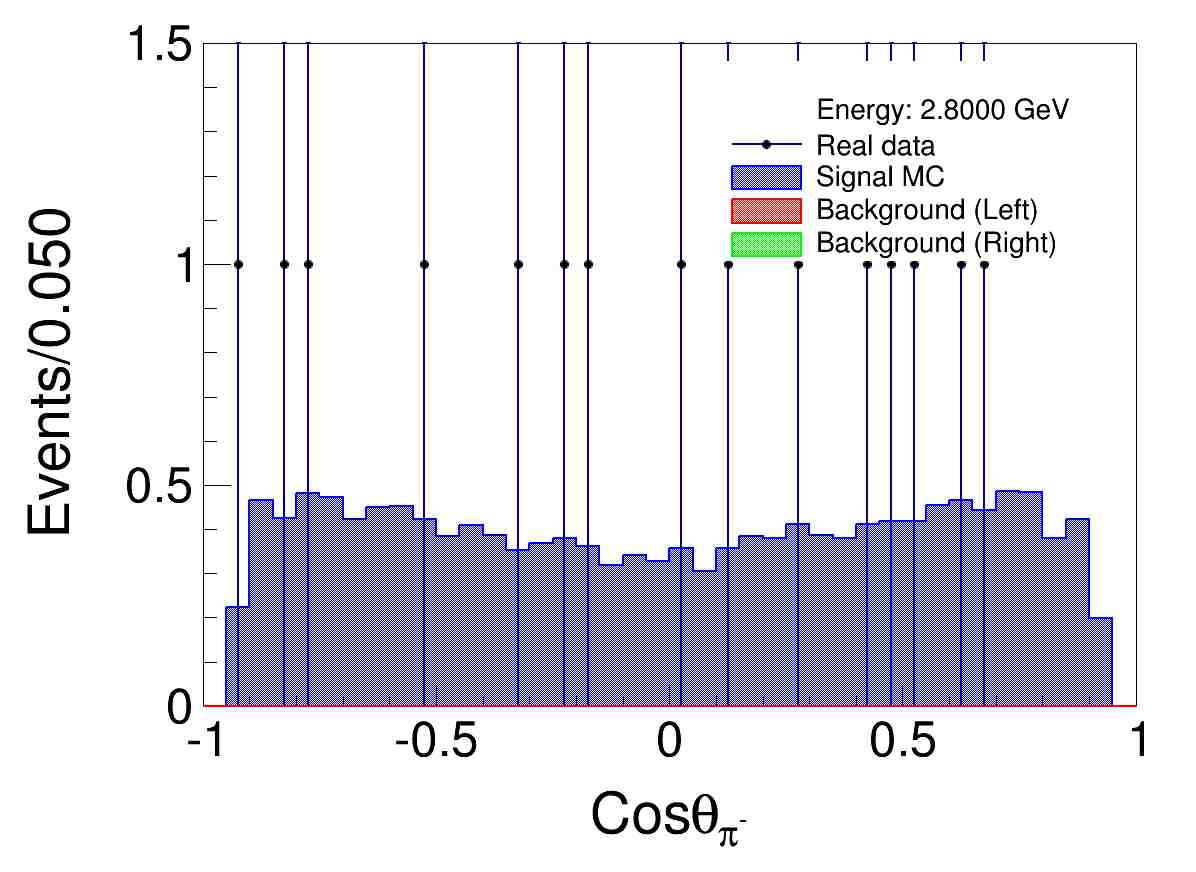 1.5
Energy: 2.8000 GeV
Real data
Signal MC
Background (Left)
Background (Right)
1
0.5
0
Events/0.050
-1 -0.5 0 0.5 1
Cosθπ-